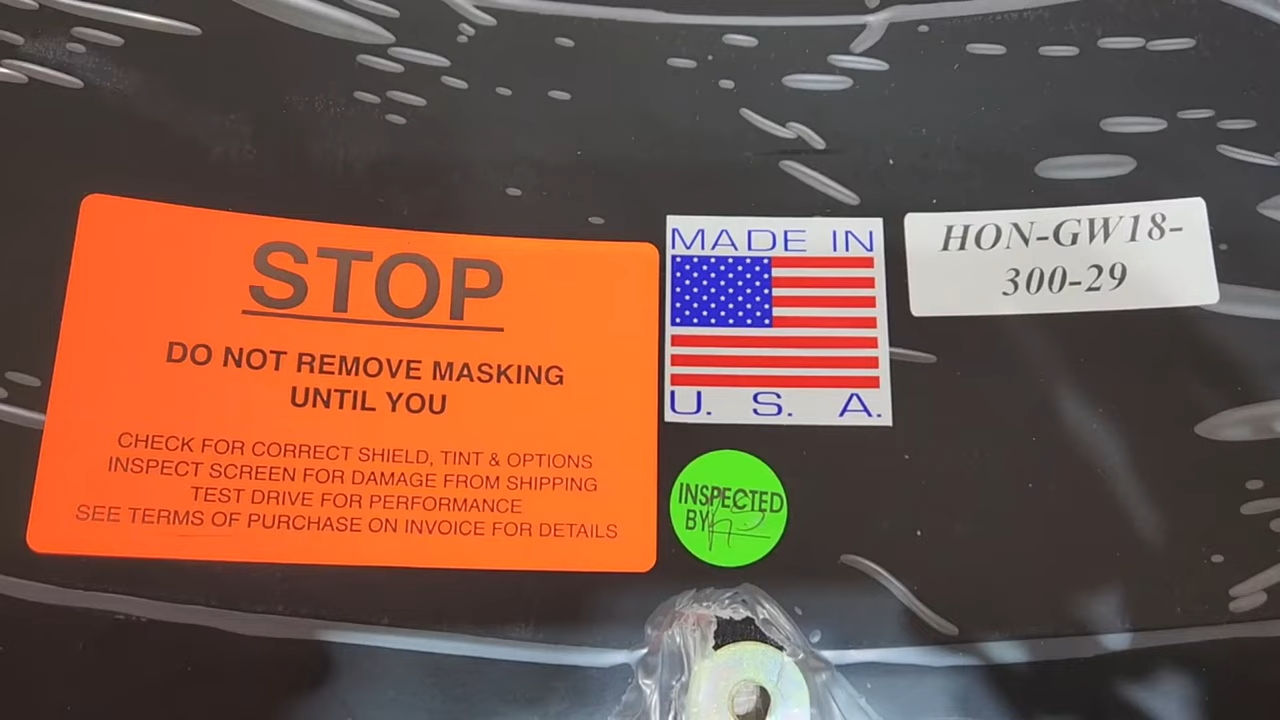 STOP
DO NOT REMOVE MASKING
UNTIL YOU
CHECK FOR CORRECT SHIELD, TINT & OPTIONS
INSPECT SCREEN FOR DAMAGE FROM SHIPPING
TEST DRIVE FOR PERFORMANCE
SEE TERMS OF PURCHASE ON INVOICE FOR DETAILS
MADE IN
U. S. A.
INSPECTED
BY
HON-GW18-
300-29